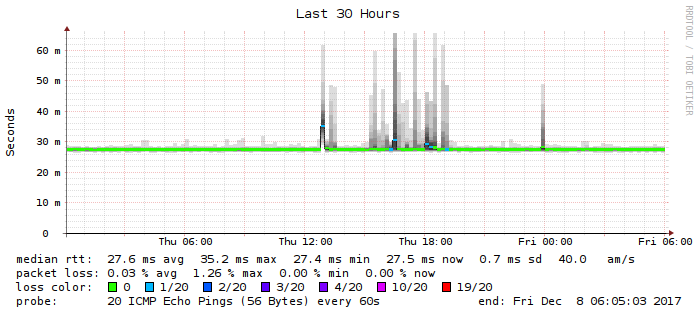 Last 30 Hours
RRDTOOL / TOBI OETIKER
Seconds
60 m
50 m
40 m
30 m
20 m
10 m
0
Thu 06:00 Thu 12:00 Thu 18:00 Fri 00:00 Fri 06:00
median rtt: 27.6 ms avg 35.2 ms max 27.4 ms min 27.5 ms now 0.7 ms sd 40.0 am/s
packet loss: 0.03 % avg 1.26 % max 0.00 % min 0.00 % now
loss color: 0 1/20 2/20 3/20 4/20 10/20 19/20
probe: 20 ICMP Echo Pings (56 Bytes) every 60s end: Fri Dec 8 06:05:03 2017